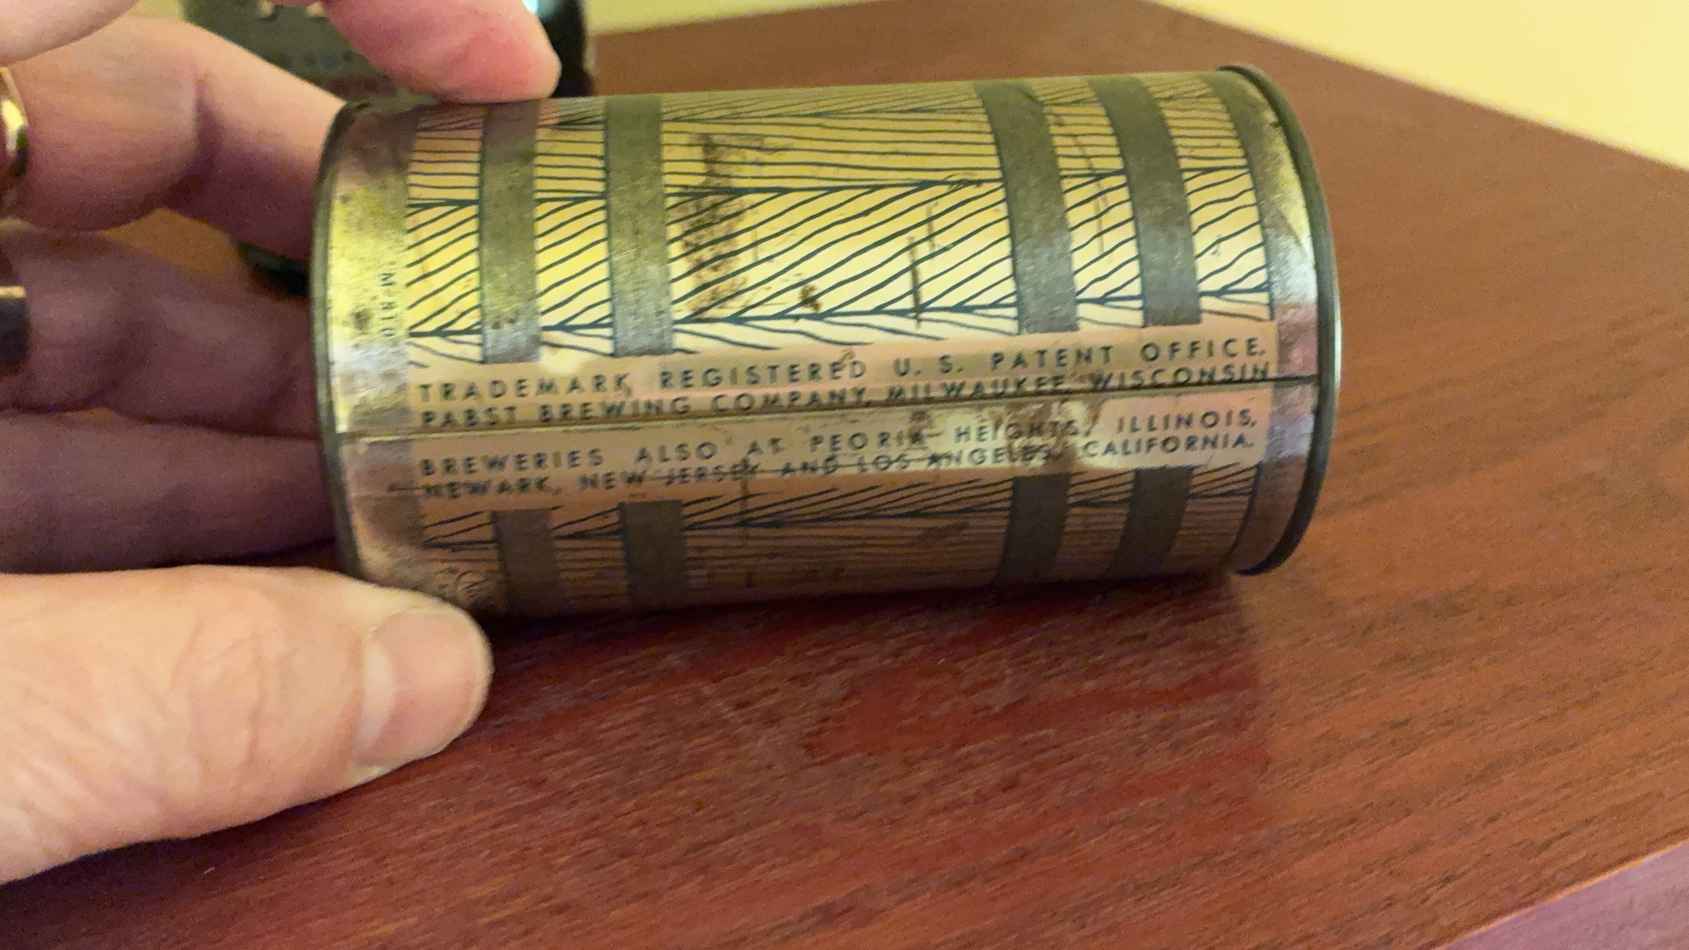 TRADEMARK REGISTERED U. S. PATENT OFFICE,
PABST BREWING COMPANY, MILWAUKEE, WISCONSIN
BREWERIES ALSO AT PEORIA HEIGHTS, ILLINOIS,
NEWARK, NEW JERSEY AND LOS ANGELES, CALIFORNIA.